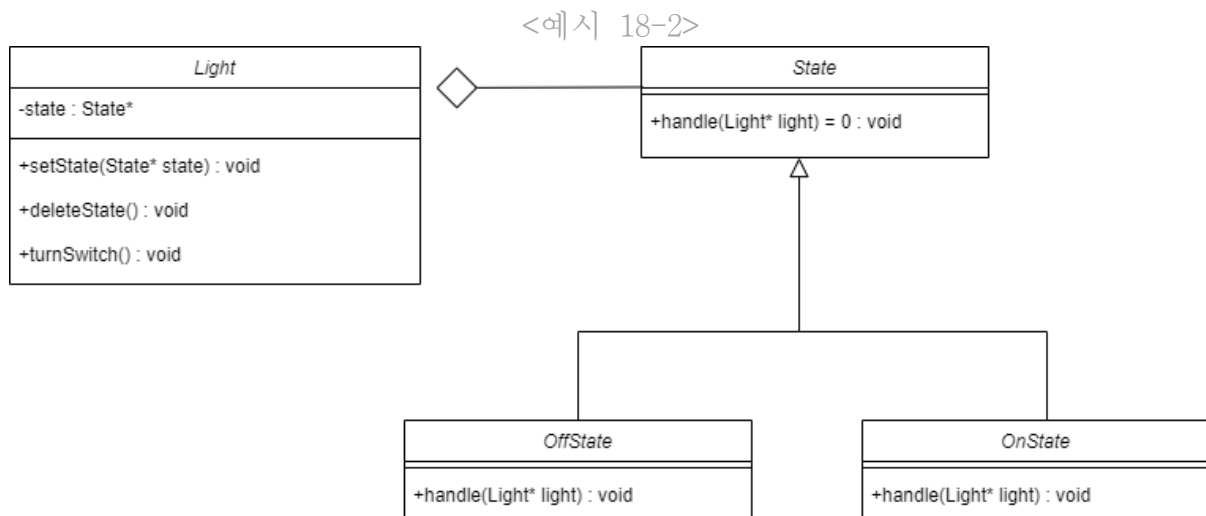 <예시 18-2>
Light
-state : State*
+setState(State* state) : void
+deleteState() : void
+turnSwitch() : void
State
+handle(Light* light) = 0 : void
OffState
+handle(Light* light) : void
OnState
+handle(Light* light) : void